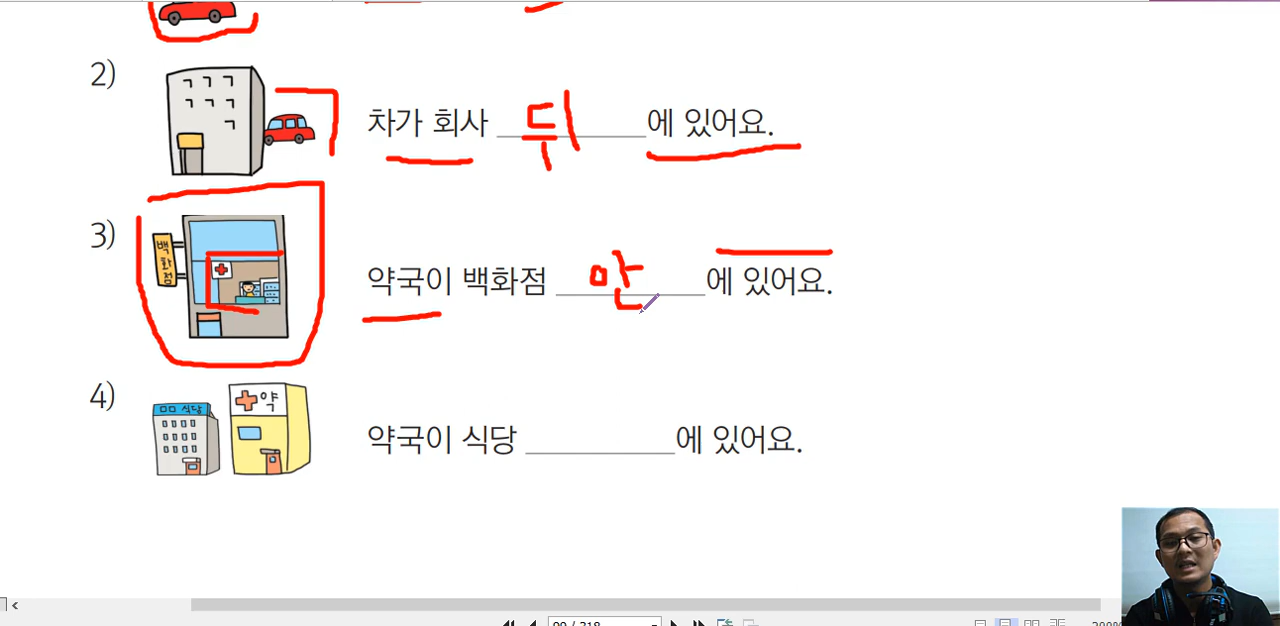 2)
차가 회사 뒤 에 있어요.
3)
백화점
약국이 백화점 안 에 있어요.
4)
식당
약
약국이 식당 에 있어요.